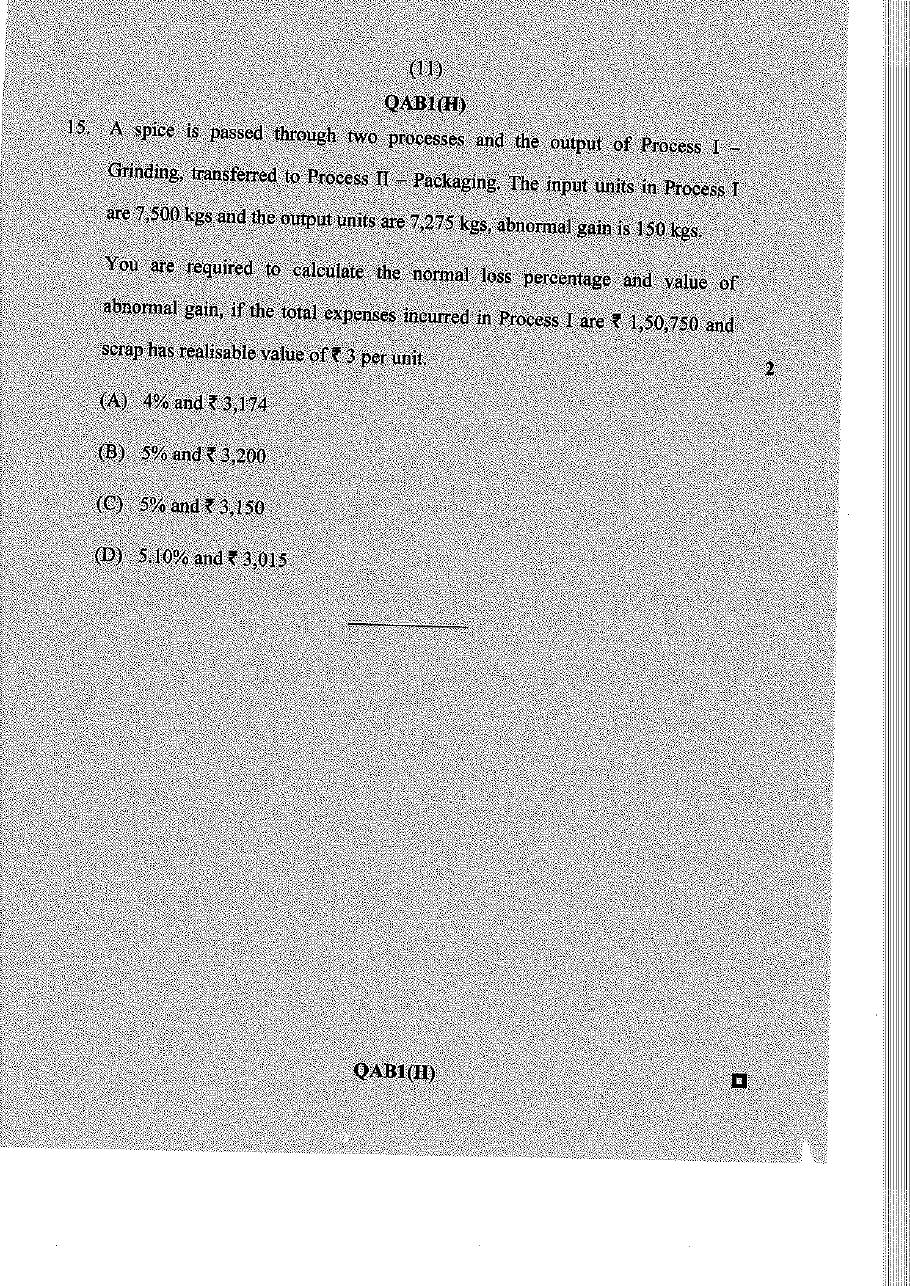 (11)
QAB1(H)
15. A spice is passed through two processes and the output of Process I –
Grinding, transferred to Process II – Packaging. The input units in Process I
are 7,500 kgs and the output units are 7,275 kgs, abnormal gain is 150 kgs.
You are required to calculate the normal loss percentage and value of
abnormal gain, if the total expenses incurred in Process I are ₹ 1,50,750 and
scrap has realisable value of ₹ 3 per unit.
2
(A) 4% and ₹ 3,174
(B) 5% and ₹ 3,200
(C) 5% and ₹ 3,150
(D) 5.10% and ₹ 3,015
QAB1(H)